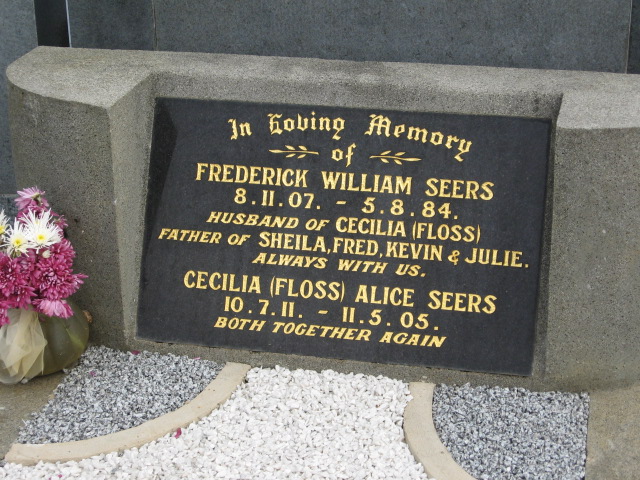 In Loving Memory
of
FREDERICK WILLIAM SEERS
8.11.07. - 5.8.84.
HUSBAND OF CECILIA (FLOSS)
FATHER OF SHEILA, FRED, KEVIN & JULIE.
ALWAYS WITH US.
CECILIA (FLOSS) ALICE SEERS
10.7.11. - 11.5.05.
BOTH TOGETHER AGAIN